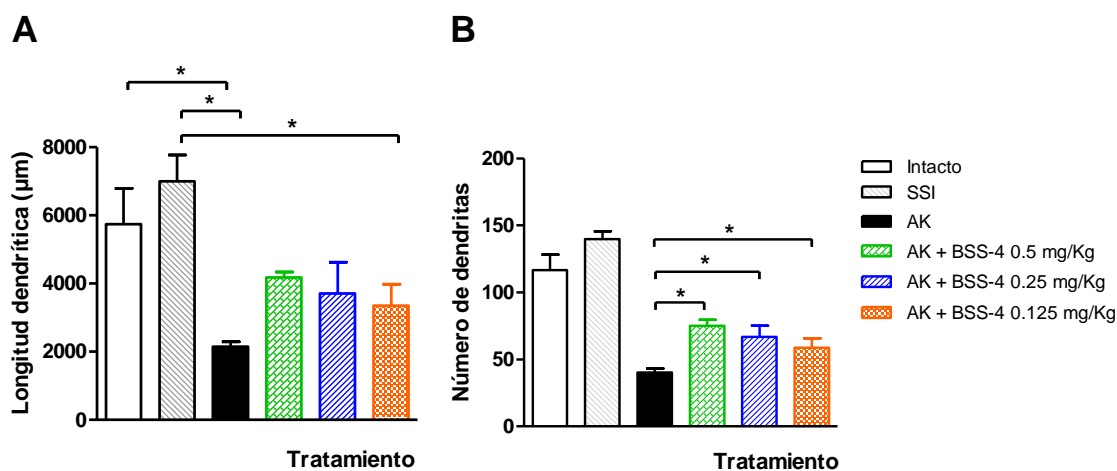 A
*
*
*
Longitud dendrítica (µm)
8000
6000
4000
2000
0
Tratamiento
B
Número de dendritas
200
150
100
50
0
*
*
*
Tratamiento
Intacto
SSI
AK
AK + BSS-4 0.5 mg/Kg
AK + BSS-4 0.25 mg/Kg
AK + BSS-4 0.125 mg/Kg